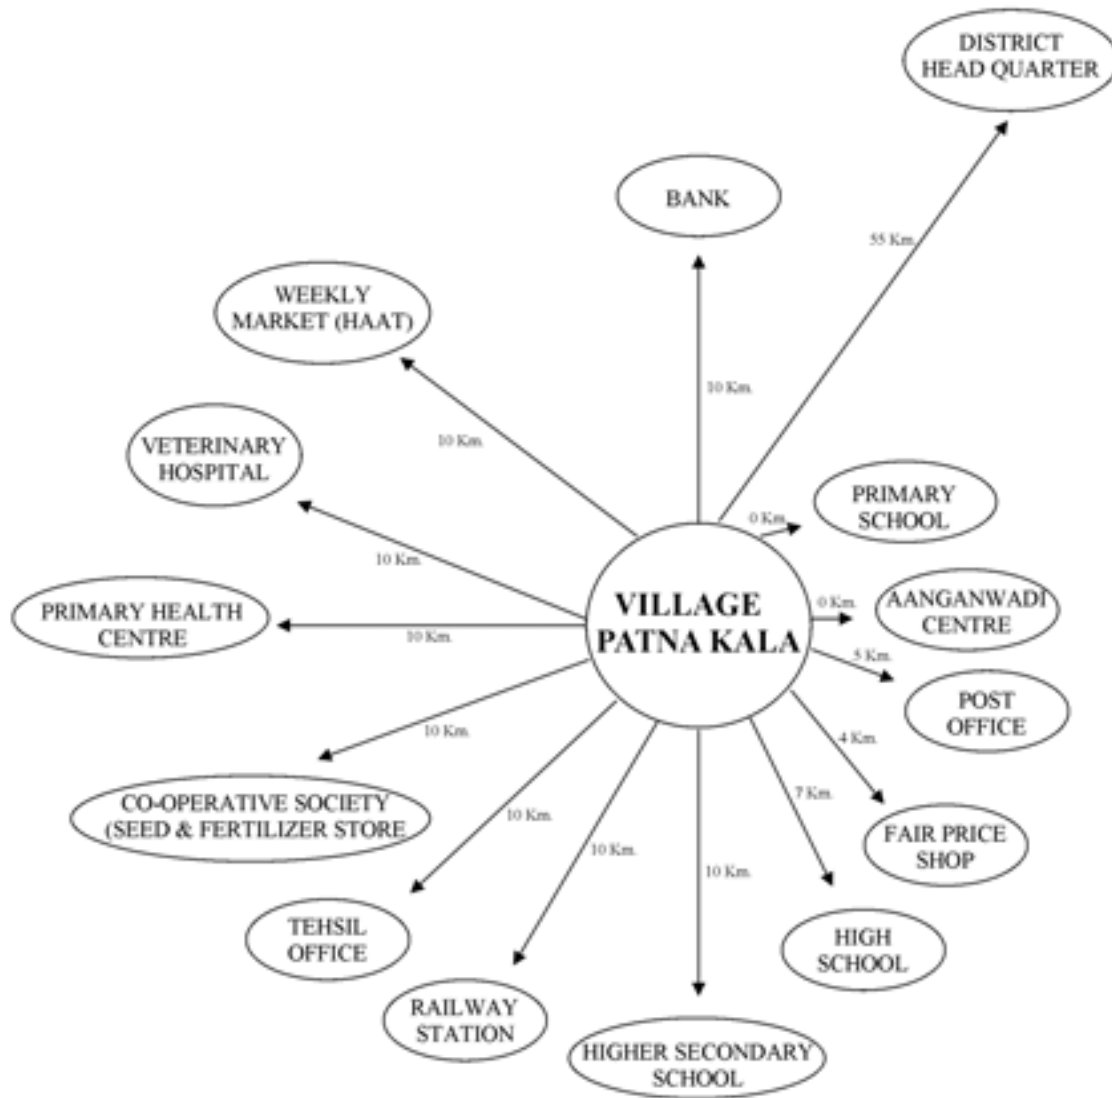 DISTRICT
HEAD QUARTER
BANK
55 Km.
WEEKLY
MARKET (HAAT)
10 Km.
10 Km.
VETERINARY
HOSPITAL
PRIMARY
SCHOOL
0 Km.
10 Km.
PRIMARY HEALTH
CENTRE
10 Km.
VILLAGE
PATNA KALA
0 Km.
AANGANWADI
CENTRE
5 Km.
POST
OFFICE
10 Km.
4 Km.
CO-OPERATIVE SOCIETY
(SEED & FERTILIZER STORE
10 Km.
10 Km.
10 Km.
7 Km.
FAIR PRICE
SHOP
TEHSIL
OFFICE
HIGH
SCHOOL
RAILWAY
STATION
HIGHER SECONDARY
SCHOOL